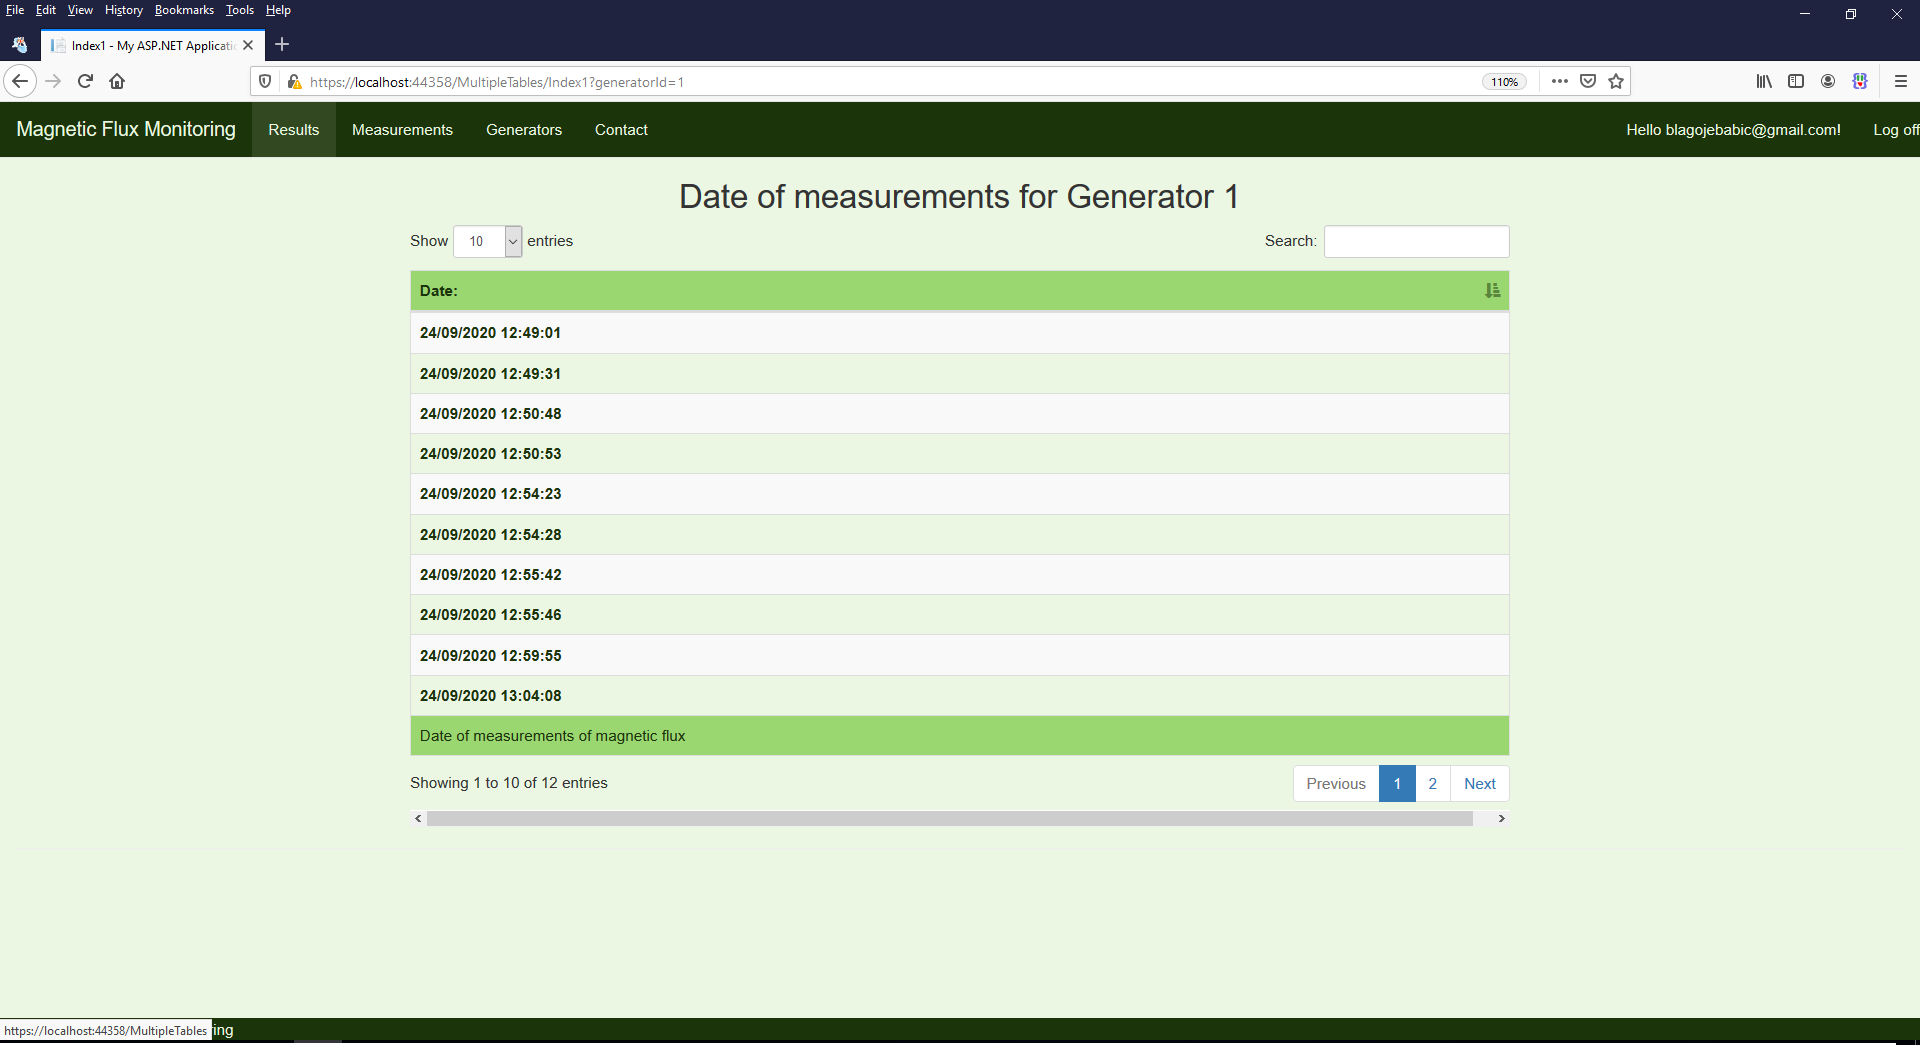 File Edit View History Bookmarks Tools Help
Index1 - My ASP.NET Applicati
https://localhost:44358/MultipleTables/Index1?generatorId=1 110%
Magnetic Flux Monitoring Results Measurements Generators Contact Hello blagojebabic@gmail.com! Log off
Date of measurements for Generator 1
Show 10 entries Search:
Date:
24/09/2020 12:49:01
24/09/2020 12:49:31
24/09/2020 12:50:48
24/09/2020 12:50:53
24/09/2020 12:54:23
24/09/2020 12:54:28
24/09/2020 12:55:42
24/09/2020 12:55:46
24/09/2020 12:59:55
24/09/2020 13:04:08
Date of measurements of magnetic flux
Showing 1 to 10 of 12 entries Previous 1 2 Next
https://localhost:44358/MultipleTables ring